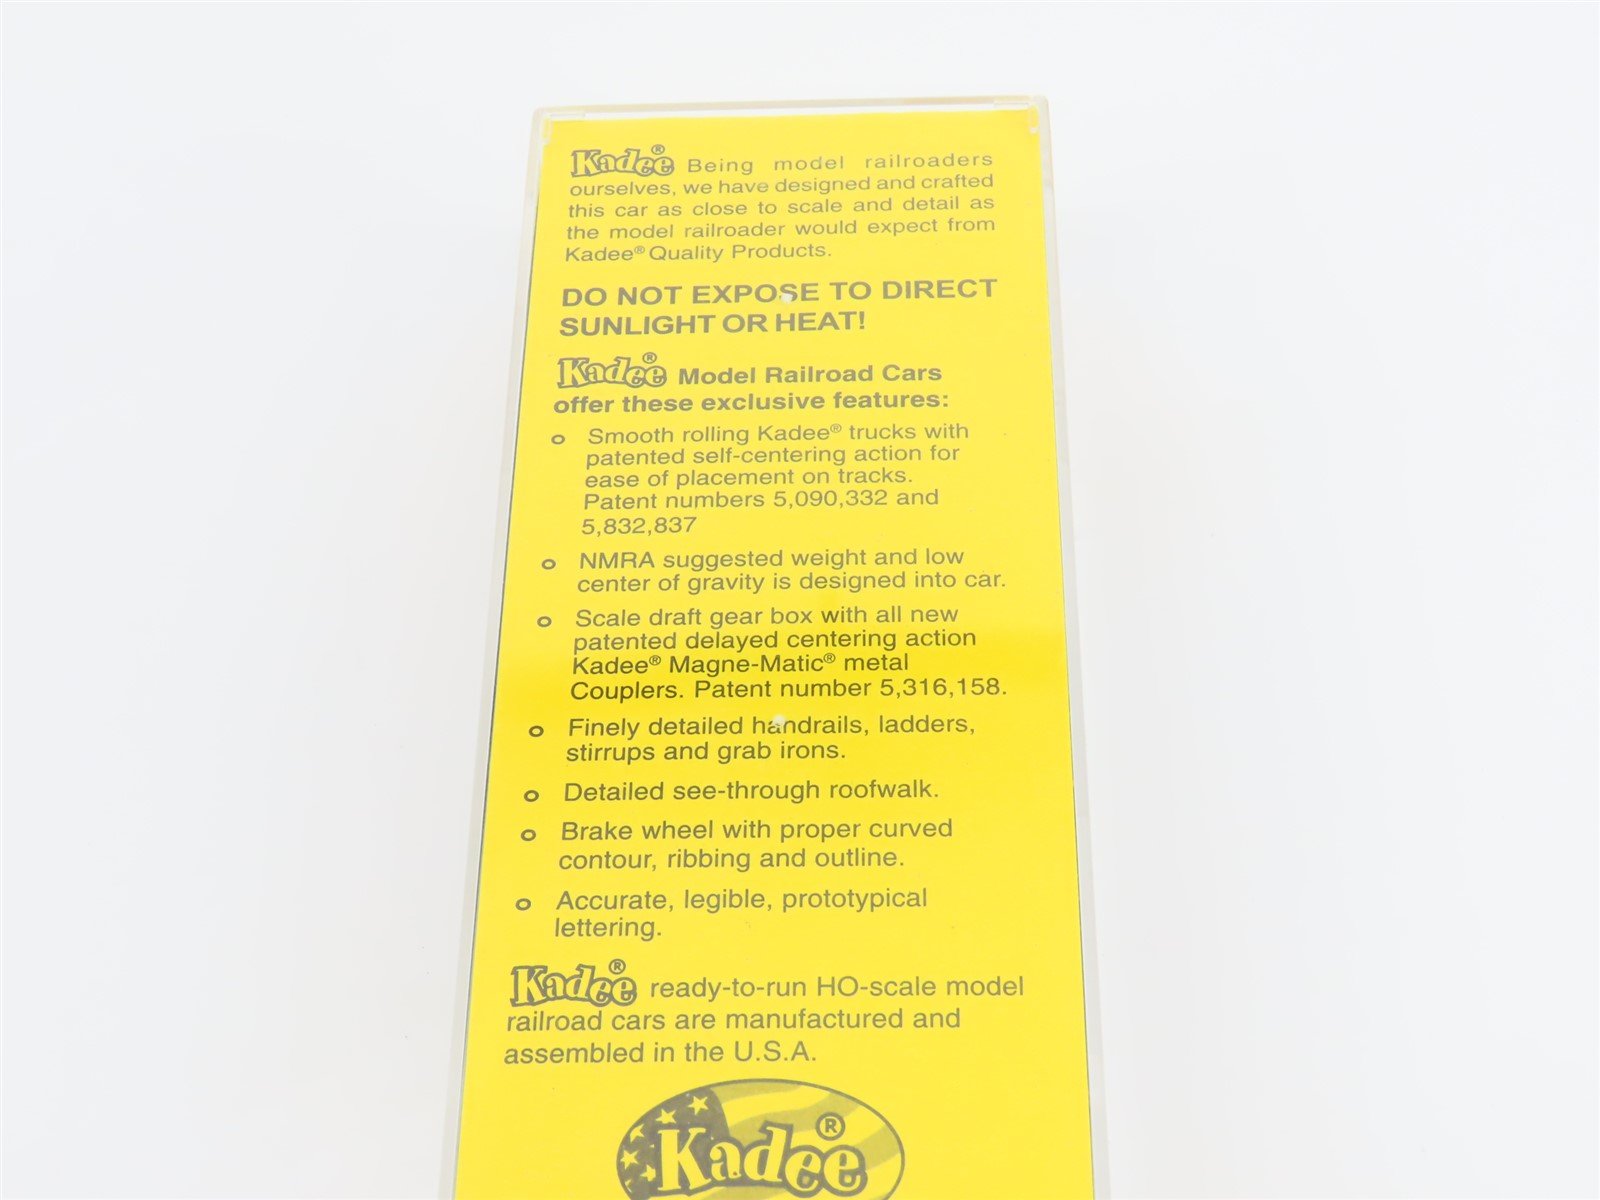 Kadee® Being model railroaders
ourselves, we have designed and crafted
this car as close to scale and detail as
the model railroader would expect from
Kadee® Quality Products.
DO NOT EXPOSE TO DIRECT
SUNLIGHT OR HEAT!
Kadee® Model Railroad Cars
offer these exclusive features:
o Smooth rolling Kadee® trucks with
patented self-centering action for
ease of placement on tracks.
Patent numbers 5,090,332 and
5,832,837
o NMRA suggested weight and low
center of gravity is designed into car.
o Scale draft gear box with all new
patented delayed centering action
Kadee® Magne-Matic® metal
Couplers. Patent number 5,316,158.
o Finely detailed handrails, ladders,
stirrups and grab irons.
o Detailed see-through roofwalk.
o Brake wheel with proper curved
contour, ribbing and outline.
o Accurate, legible, prototypical
lettering.
Kadee® ready-to-run HO-scale model
railroad cars are manufactured and
assembled in the U.S.A.
Kadee®